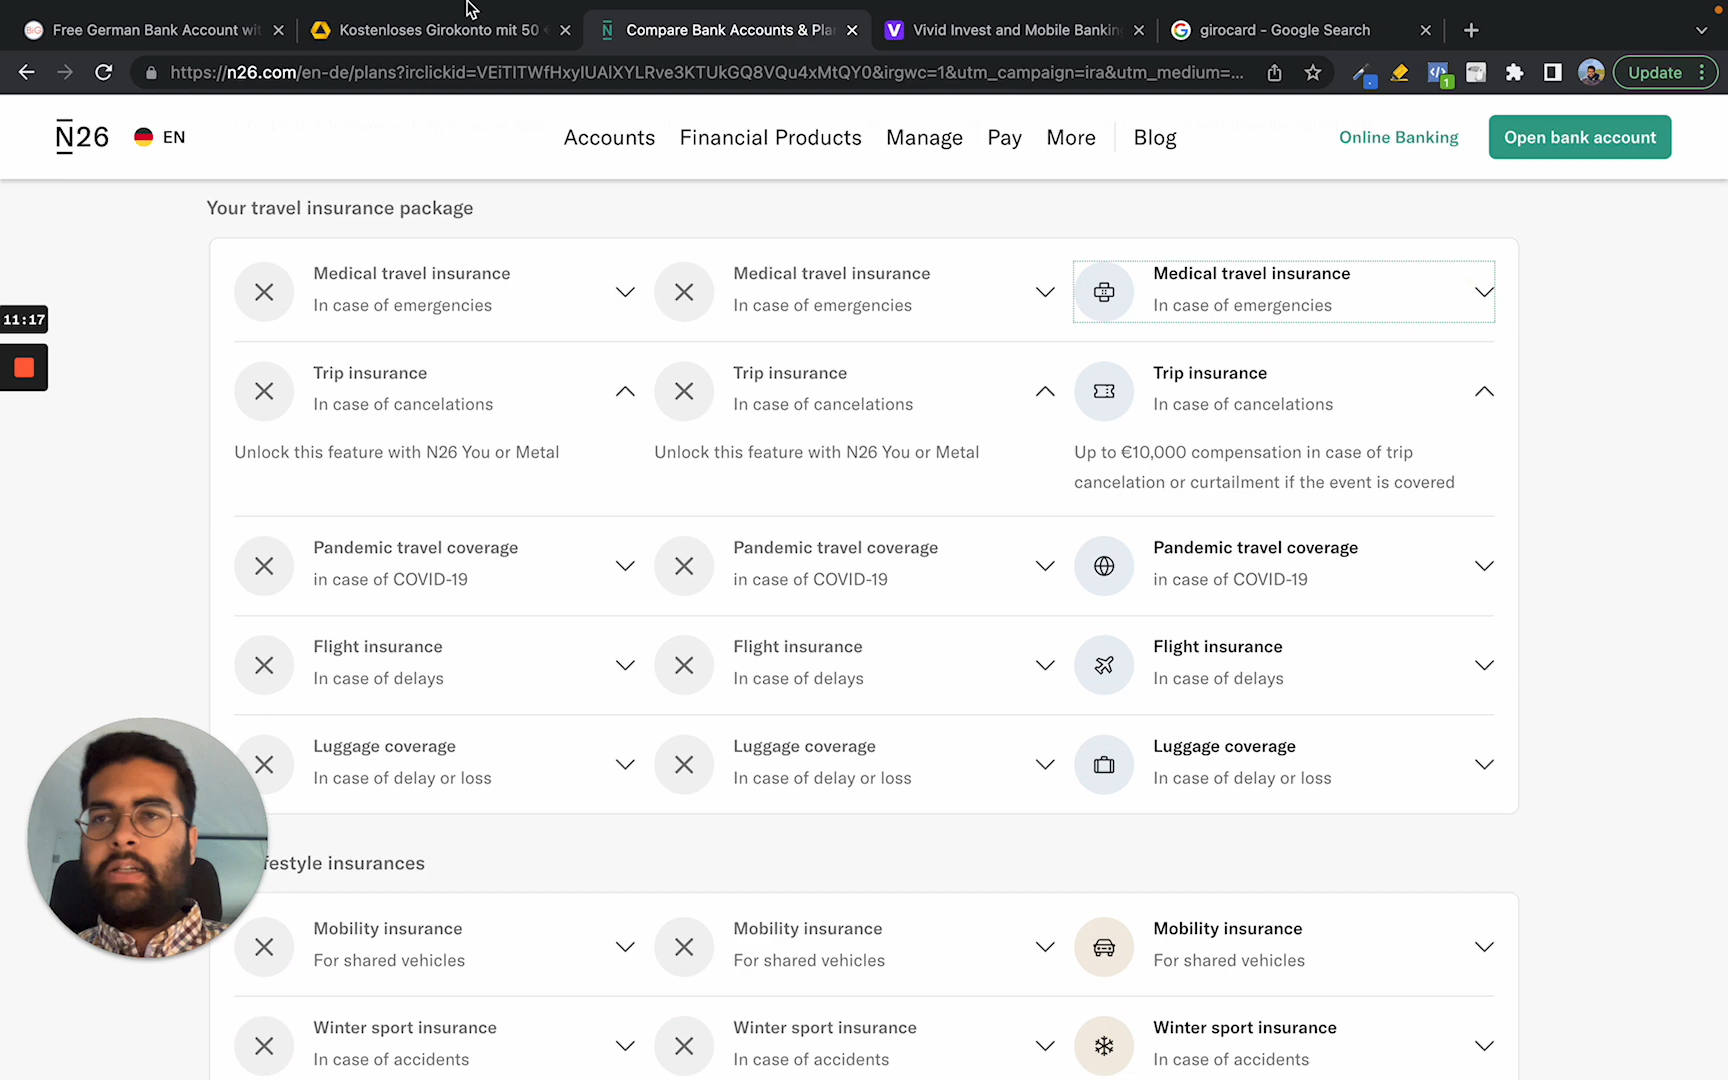 Free German Bank Account wit
Kostenloses Girokonto mit 50 €
Compare Bank Accounts & Plan
Vivid Invest and Mobile Banking
girocard - Google Search
https://n26.com/en-de/plans?irclickid=VEiTITWfHxyIUAIXYLRve3KTUkGQ8VQu4xMtQY0&irgwc=1&utm_campaign=ira&utm_medium=...
1
Update
N26
EN
Accounts
Financial Products
Manage
Pay
More
Blog
Online Banking
Open bank account
Your travel insurance package
11:17
Medical travel insurance
In case of emergencies
Medical travel insurance
In case of emergencies
Medical travel insurance
In case of emergencies
Trip insurance
In case of cancelations
Unlock this feature with N26 You or Metal
Trip insurance
In case of cancelations
Unlock this feature with N26 You or Metal
Trip insurance
In case of cancelations
Up to €10,000 compensation in case of trip
cancelation or curtailment if the event is covered
Pandemic travel coverage
in case of COVID-19
Pandemic travel coverage
in case of COVID-19
Pandemic travel coverage
in case of COVID-19
Flight insurance
In case of delays
Flight insurance
In case of delays
Flight insurance
In case of delays
Luggage coverage
In case of delay or loss
Luggage coverage
In case of delay or loss
Luggage coverage
In case of delay or loss
festyle insurances
Mobility insurance
For shared vehicles
Mobility insurance
For shared vehicles
Mobility insurance
For shared vehicles
Winter sport insurance
In case of accidents
Winter sport insurance
In case of accidents
Winter sport insurance
In case of accidents